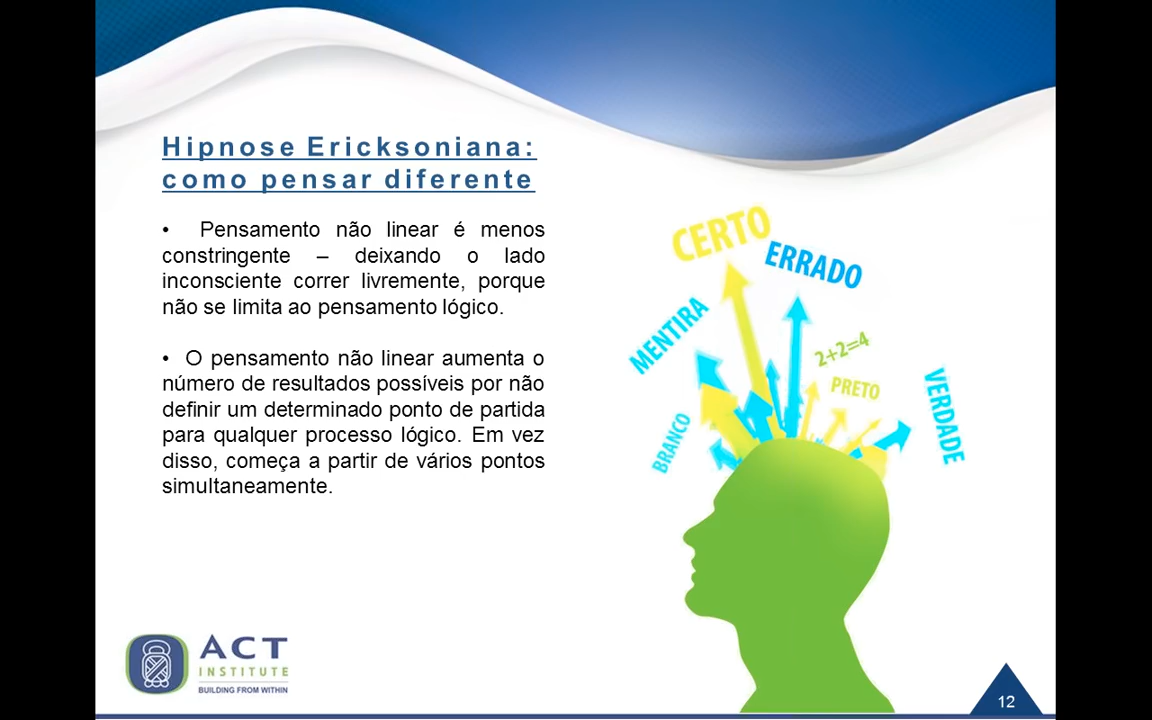 Hipnose Ericksoniana:
como pensar diferente
• Pensamento não linear é menos
constringente – deixando o lado
inconsciente correr livremente, porque
não se limita ao pensamento lógico.
• O pensamento não linear aumenta o
número de resultados possíveis por não
definir um determinado ponto de partida
para qualquer processo lógico. Em vez
disso, começa a partir de vários pontos
simultaneamente.
CERTO
ERRADO
MENTIRA
2+2=4
PRETO
VERDADE
BRANCO
ACT
INSTITUTE
BUILDING FROM WITHIN
12